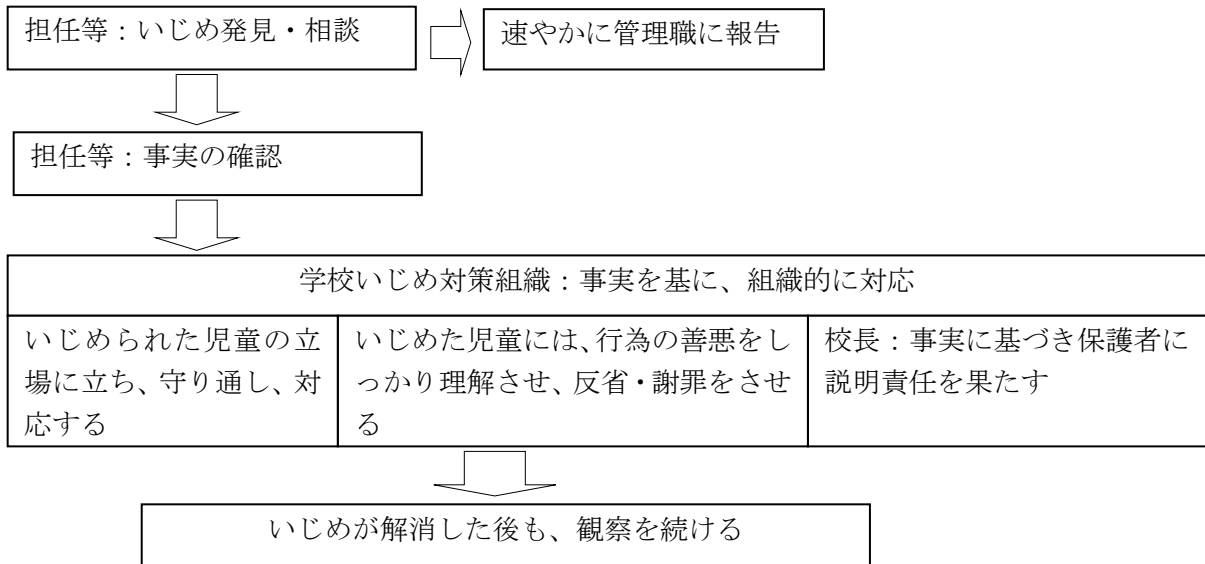 担任等：いじめ発見・相談
速やかに管理職に報告
担任等：事実の確認
学校いじめ対策組織：事実を基に、組織的に対応
いじめられた児童の立
場に立ち、守り通し、対
応する
いじめた児童には、行為の善悪をし
っかり理解させ、反省・謝罪をさせ
る
校長：事実に基づき保護者に
説明責任を果たす
いじめが解消した後も、観察を続ける